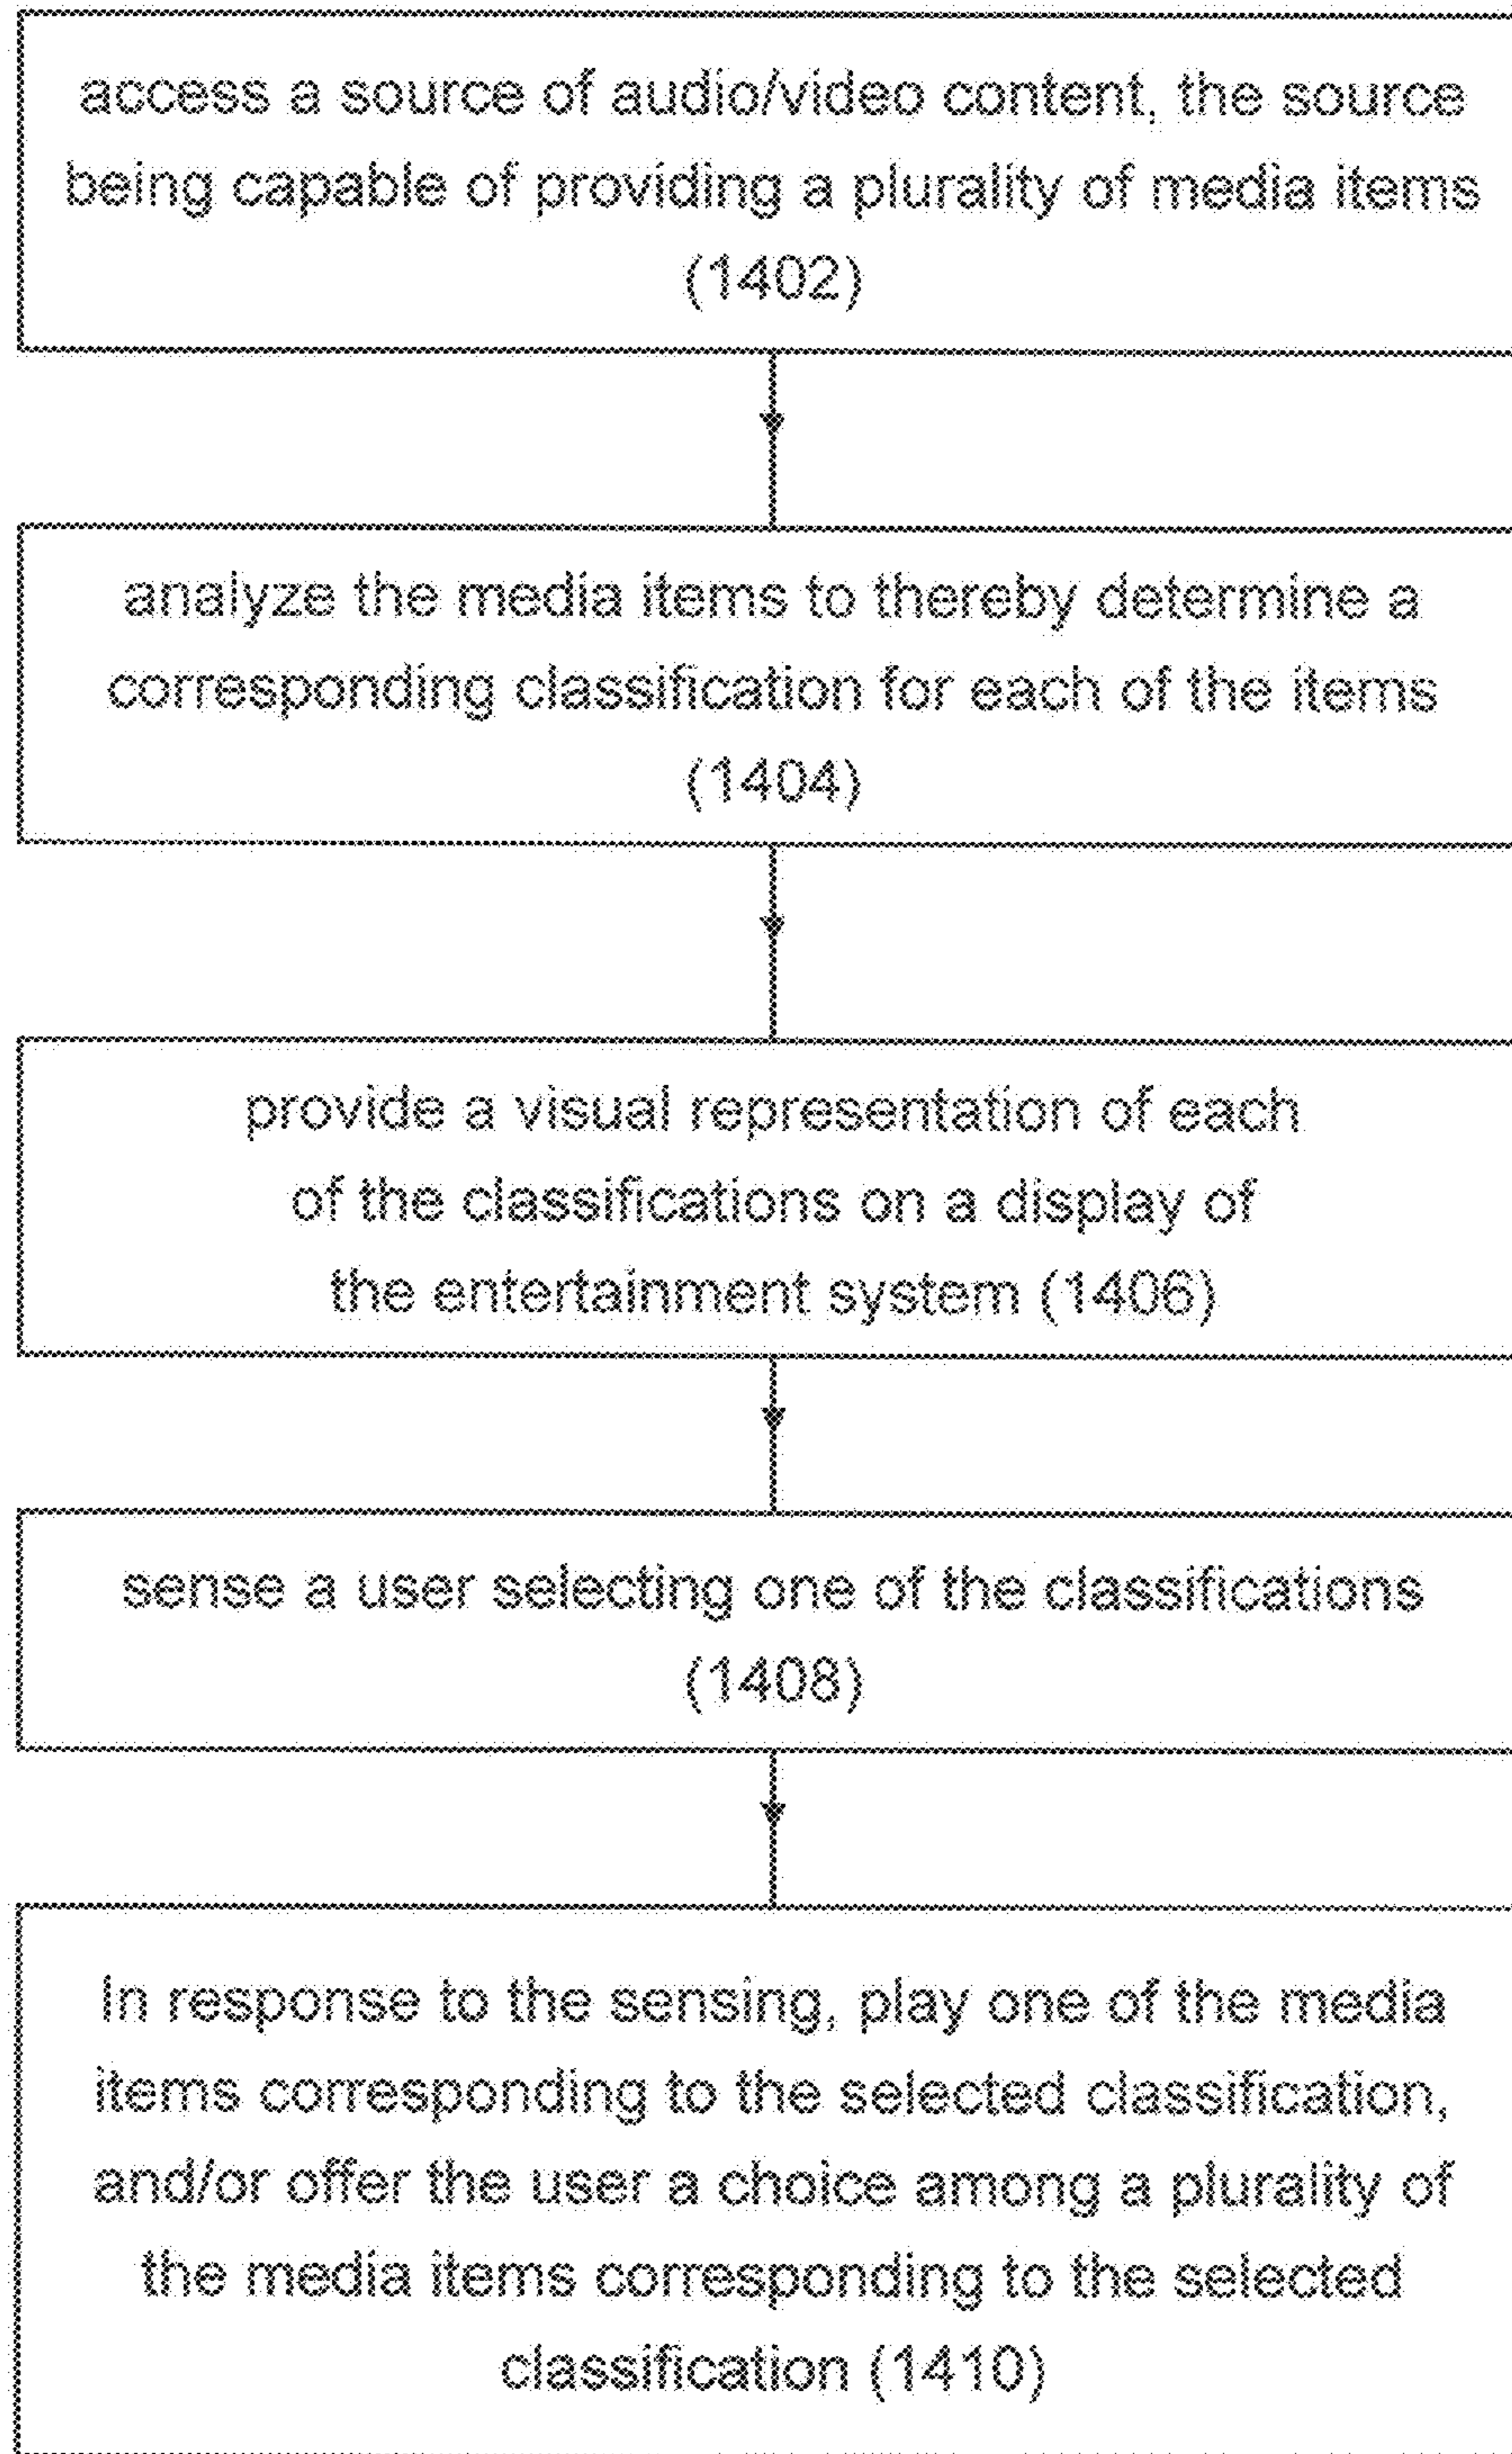 access a source of audio/video content, the source
being capable of providing a plurality of media items
(1402)
analyze the media items to thereby determine a
corresponding classification for each of the items
(1404)
provide a visual representation of each
of the classifications on a display of
the entertainment system (1406)
sense a user selecting one of the classifications
(1408)
In response to the sensing, play one of the media
items corresponding to the selected classification,
and/or offer the user a choice among a plurality of
the media items corresponding to the selected
classification (1410)